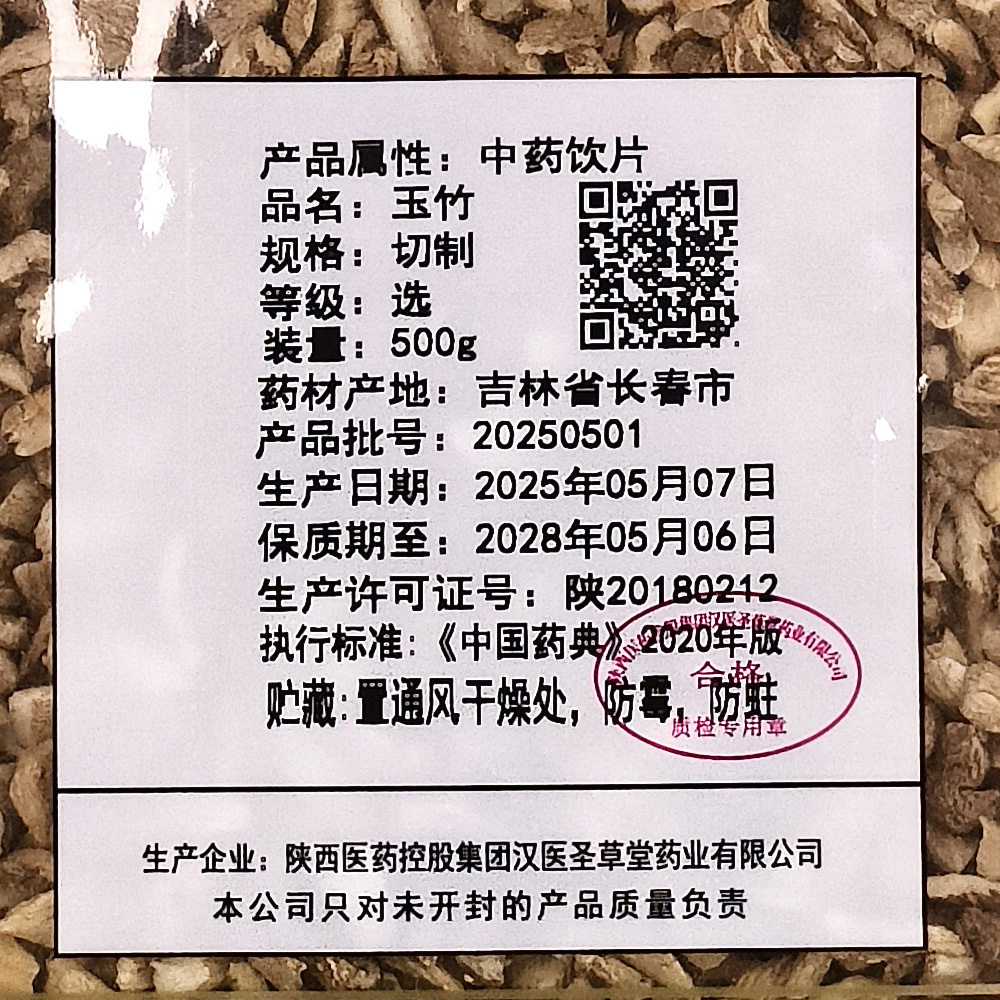 产品属性：中药饮片
品名：玉竹
规格：切制
等级：选
装量：500g
药材产地：吉林省长春市
产品批号：20250501
生产日期：2025年05月07日
保质期至：2028年05月06日
生产许可证号：陕20180212
执行标准：《中国药典》2020年版
贮藏：置通风干燥处，防霉，防蛀
合格
质检专用章
生产企业：陕西医药控股集团汉医圣草堂药业有限公司
本公司只对未开封的产品质量负责